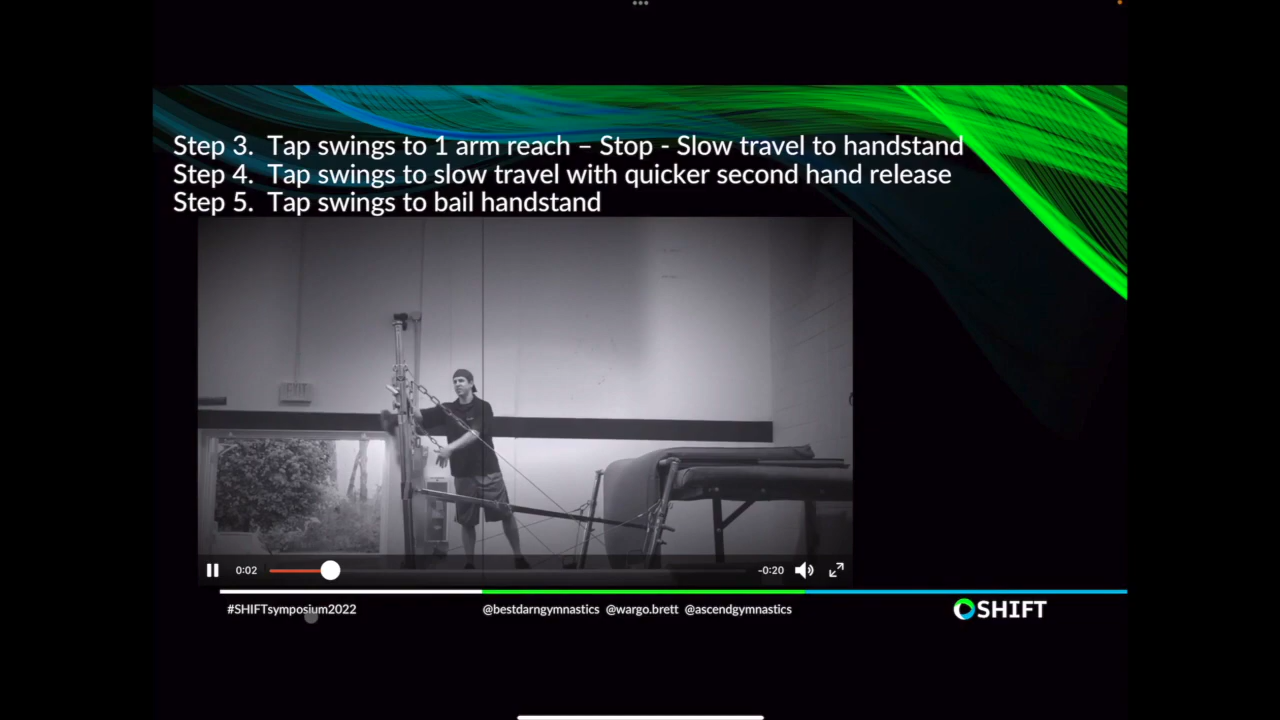 Step 3. Tap swings to 1 arm reach – Stop - Slow travel to handstand
Step 4. Tap swings to slow travel with quicker second hand release
Step 5. Tap swings to bail handstand
EXIT
0:02
-0:20
#SHIFTsymposium2022
@bestdarngymnastics @wargo.brett @ascendgymnastics
SHIFT